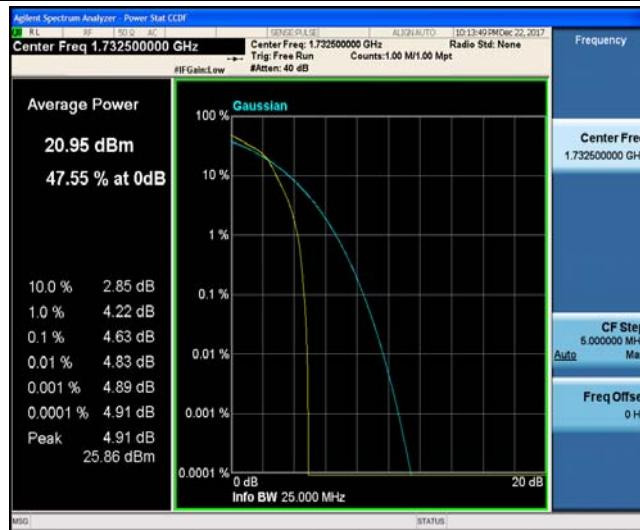 Agilent Spectrum Analyzer - Power Stat CCDF
RL RF 50 Ω AC SENSE:PULSE ALIGN AUTO 10:13:49 PM Dec 22, 2017
Center Freq 1.732500000 GHz
Center Freq: 1.732500000 GHz
Radio Std: None
Trig: Free Run
Counts:1.00 M/1.00 Mpt
#IFGain:Low
#Atten: 40 dB
Frequency
Average Power
20.95 dBm
47.55 % at 0dB
10.0 % 2.85 dB
1.0 % 4.22 dB
0.1 % 4.63 dB
0.01 % 4.83 dB
0.001 % 4.89 dB
0.0001 % 4.91 dB
Peak 4.91 dB
25.86 dBm
Gaussian
100 %
10 %
1 %
0.1 %
0.01 %
0.001 %
0.0001 %
0 dB
20 dB
Info BW 25.000 MHz
Center Fre
1.732500000 GH
CF Step
5.000000 MH
Auto Ma
Freq Offse
0 H
MSG
STATUS